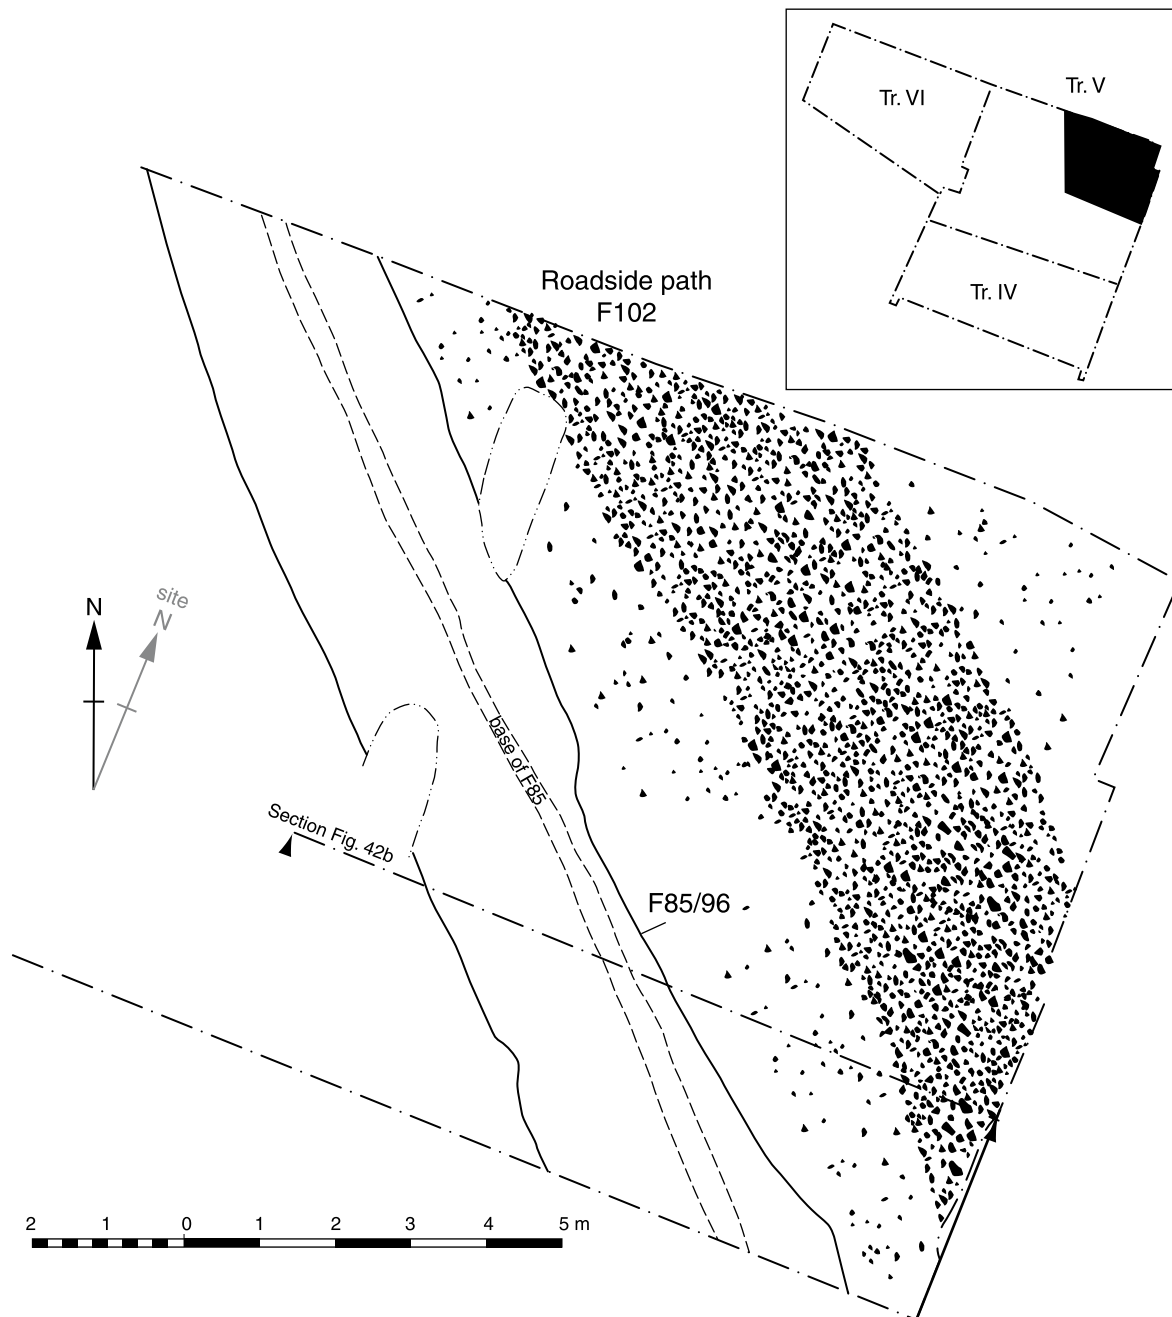 Tr. VI
Tr. V
Tr. IV
Roadside path
F102
N
site
N
base of F85
Section Fig. 42b
F85/96
2 1 0 1 2 3 4 5 m